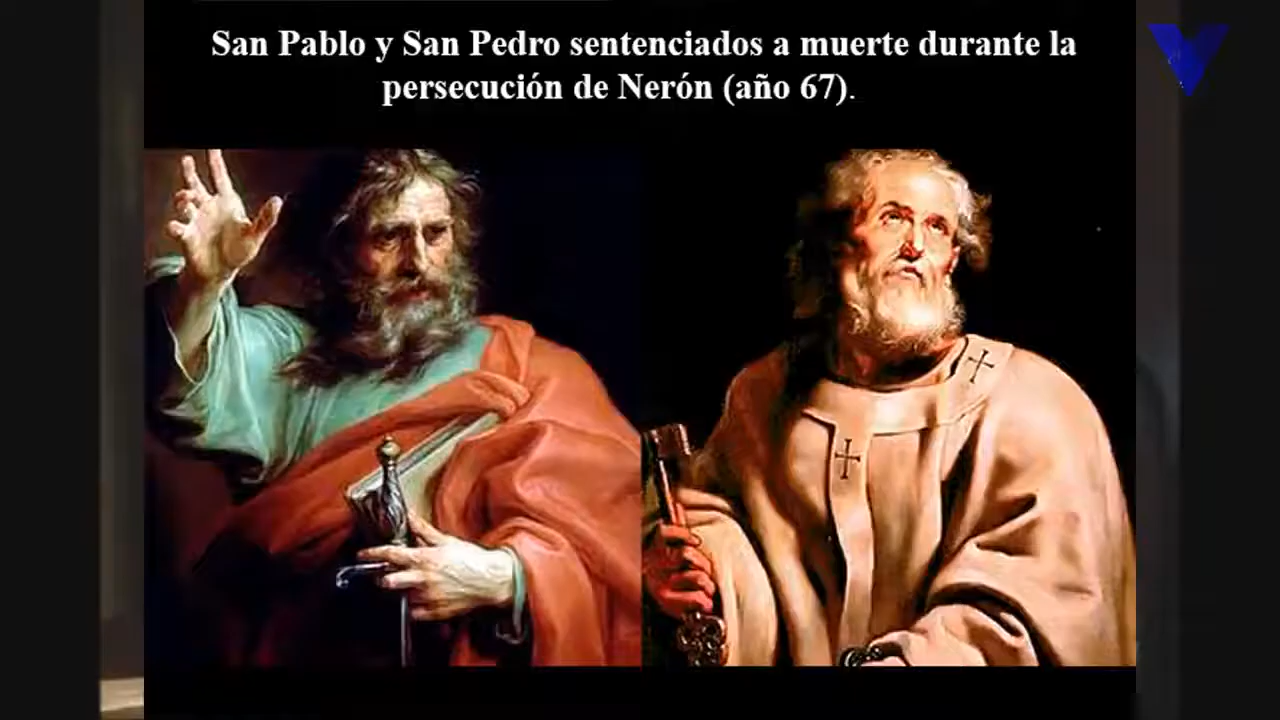 San Pablo y San Pedro sentenciados a muerte durante la
persecución de Nerón (año 67).